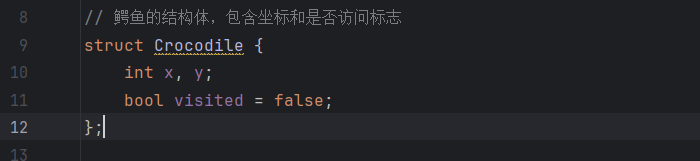 8 // 鳄鱼的结构体，包含坐标和是否访问标志
9 struct Crocodile {
10 int x, y;
11 bool visited = false;
12 };
13